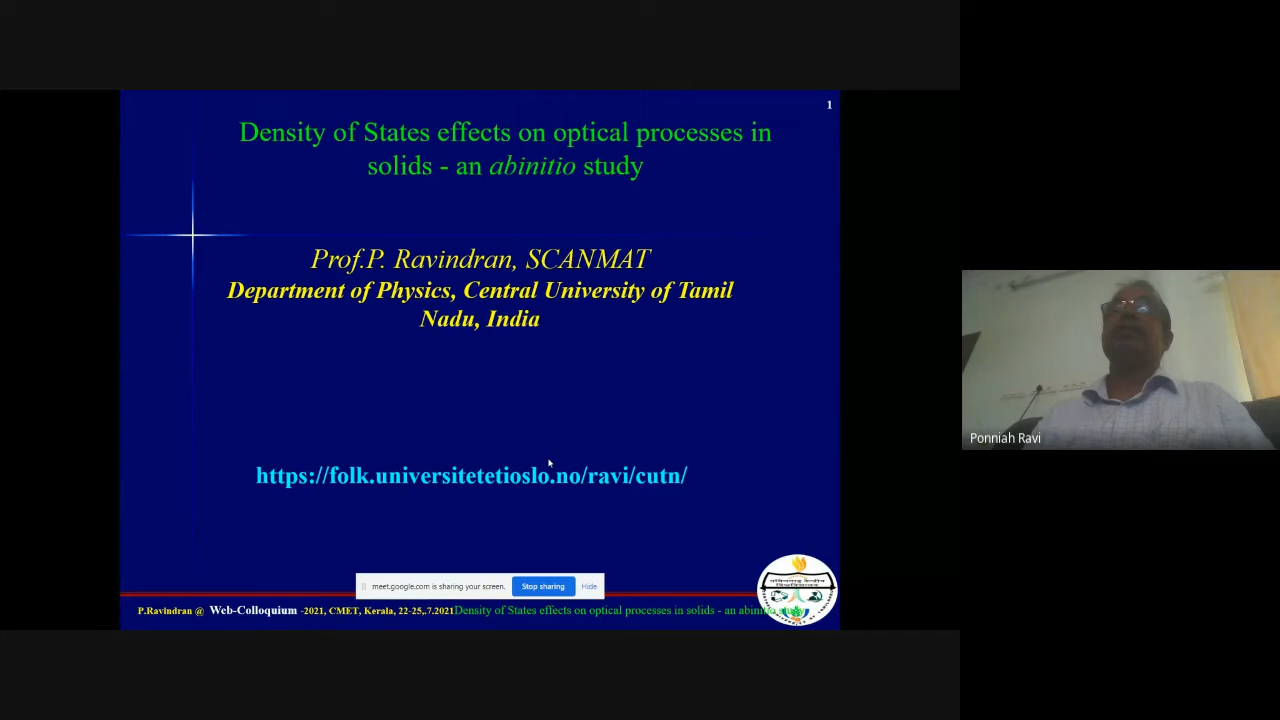 1
Density of States effects on optical processes in
solids - an abinitio study
Prof.P. Ravindran, SCANMAT
Department of Physics, Central University of Tamil
Nadu, India
https://folk.universitetetioslo.no/ravi/cutn/
meet.google.com is sharing your screen. Stop sharing Hide
P.Ravindran @ Web-Colloquium -2021, CMET, Kerala, 22-25,.7.2021Density of States effects on optical processes in solids - an abinitio study
Ponniah Ravi